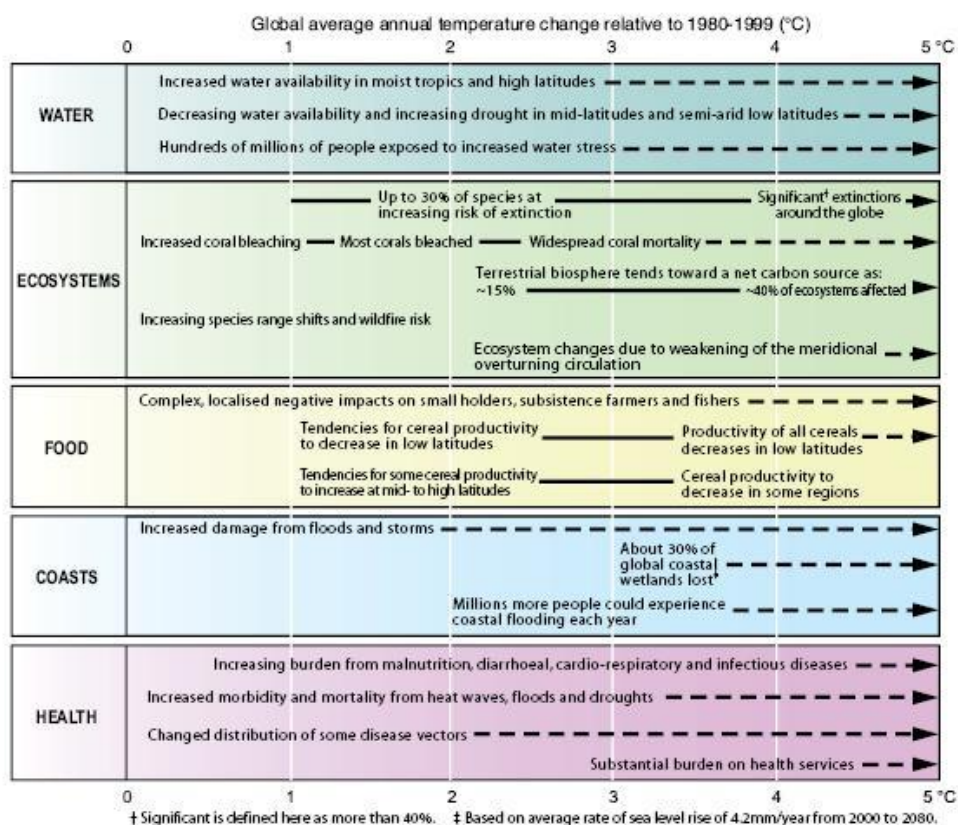 Global average annual temperature change relative to 1980-1999 (°C)
0 1 2 3 4 5 °C
WATER
Increased water availability in moist tropics and high latitudes
Decreasing water availability and increasing drought in mid-latitudes and semi-arid low latitudes
Hundreds of millions of people exposed to increased water stress
ECOSYSTEMS
Up to 30% of species at
increasing risk of extinction
Significant† extinctions
around the globe
Increased coral bleaching Most corals bleached Widespread coral mortality
Terrestrial biosphere tends toward a net carbon source as:
~15% ~40% of ecosystems affected
Increasing species range shifts and wildfire risk
Ecosystem changes due to weakening of the meridional
overturning circulation
FOOD
Complex, localised negative impacts on small holders, subsistence farmers and fishers
Tendencies for cereal productivity
to decrease in low latitudes
Productivity of all cereals
decreases in low latitudes
Tendencies for some cereal productivity
to increase at mid- to high latitudes
Cereal productivity to
decrease in some regions
COASTS
Increased damage from floods and storms
About 30% of
global coastal
wetlands lost‡
Millions more people could experience
coastal flooding each year
HEALTH
Increasing burden from malnutrition, diarrhoeal, cardio-respiratory and infectious diseases
Increased morbidity and mortality from heat waves, floods and droughts
Changed distribution of some disease vectors
Substantial burden on health services
0 1 2 3 4 5 °C
† Significant is defined here as more than 40%. ‡ Based on average rate of sea level rise of 4.2mm/year from 2000 to 2080.